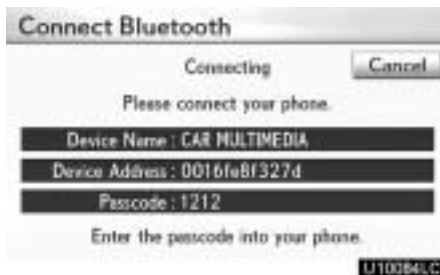 Connect Bluetooth
Connecting
Cancel
Please connect your phone.
Device Name : CAR MULTIMEDIA
Device Address : 0016fe8f327d
Passcode : 1212
Enter the passcode into your phone.
U10084LC